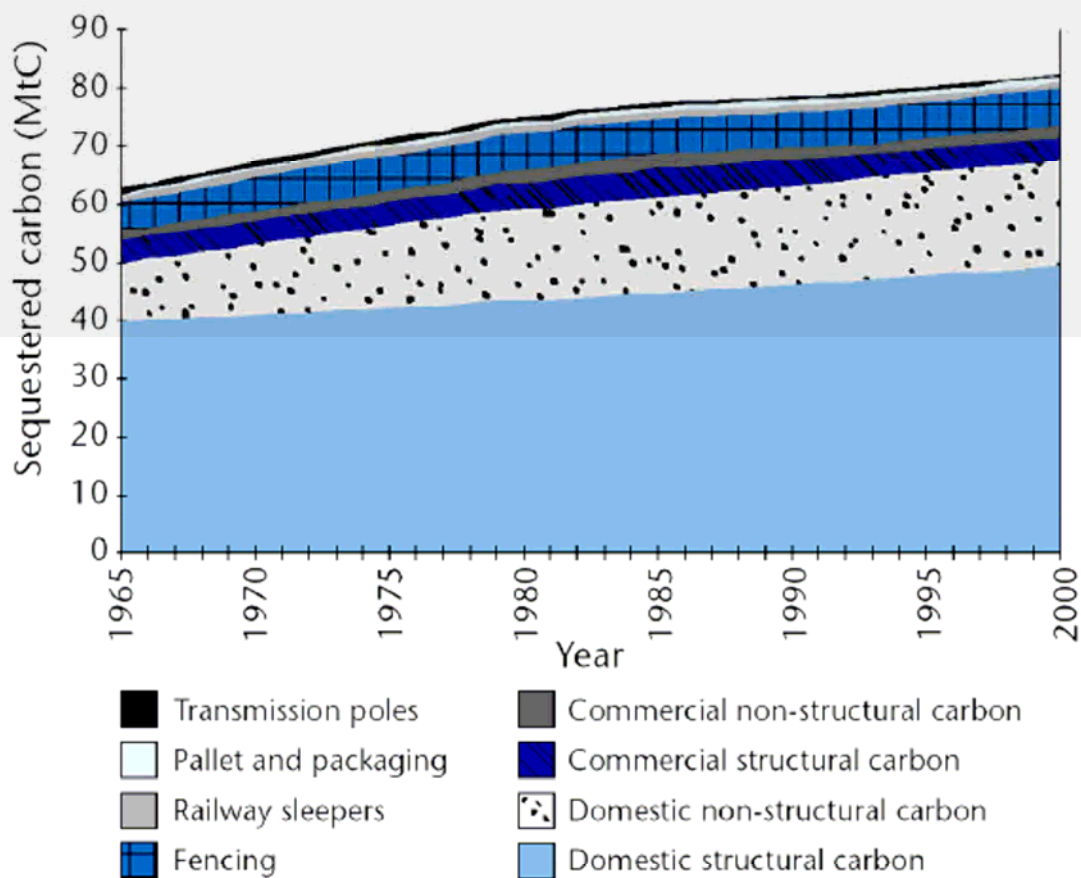 Sequestered carbon (MtC)
90
80
70
60
50
40
30
20
10
0
1965
1970
1975
1980
1985
1990
1995
2000
Year
Transmission poles
Pallet and packaging
Railway sleepers
Fencing
Commercial non-structural carbon
Commercial structural carbon
Domestic non-structural carbon
Domestic structural carbon